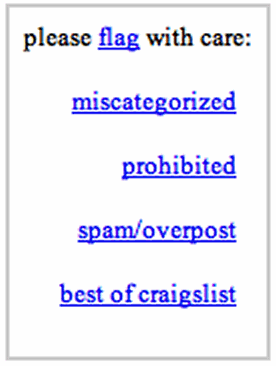 please flag with care:
miscategorized
prohibited
spam/overpost
best of craigslist